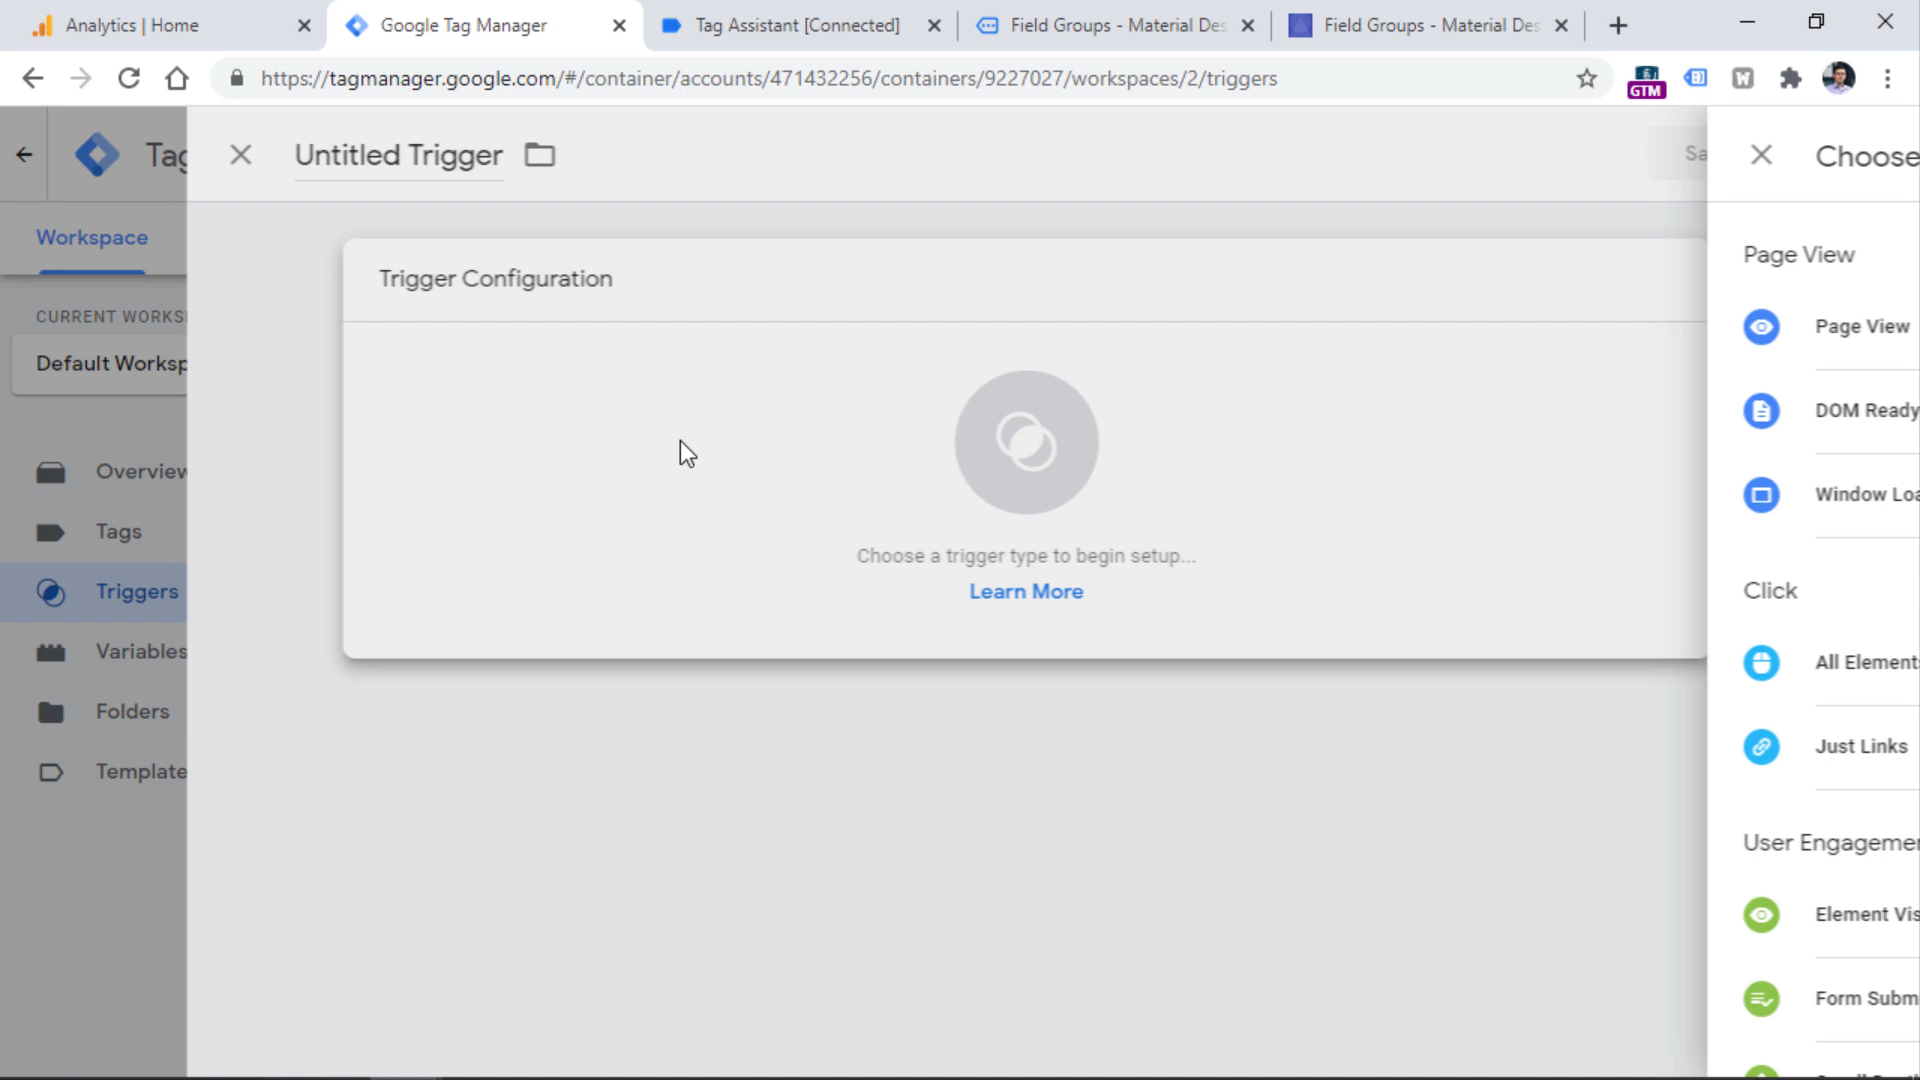 Analytics | Home
Google Tag Manager
Tag Assistant [Connected]
Field Groups - Material Des
Field Groups - Material Des
https://tagmanager.google.com/#/container/accounts/471432256/containers/9227027/workspaces/2/triggers
GTM
W
Tag
Untitled Trigger
Sa
Choose
Workspace
CURRENT WORKS
Default Worksp
Overview
Tags
Triggers
Variables
Folders
Template
Trigger Configuration
Choose a trigger type to begin setup...
Learn More
Page View
Page View
DOM Ready
Window Loa
Click
All Elements
Just Links
User Engagemen
Element Vis
Form Subm